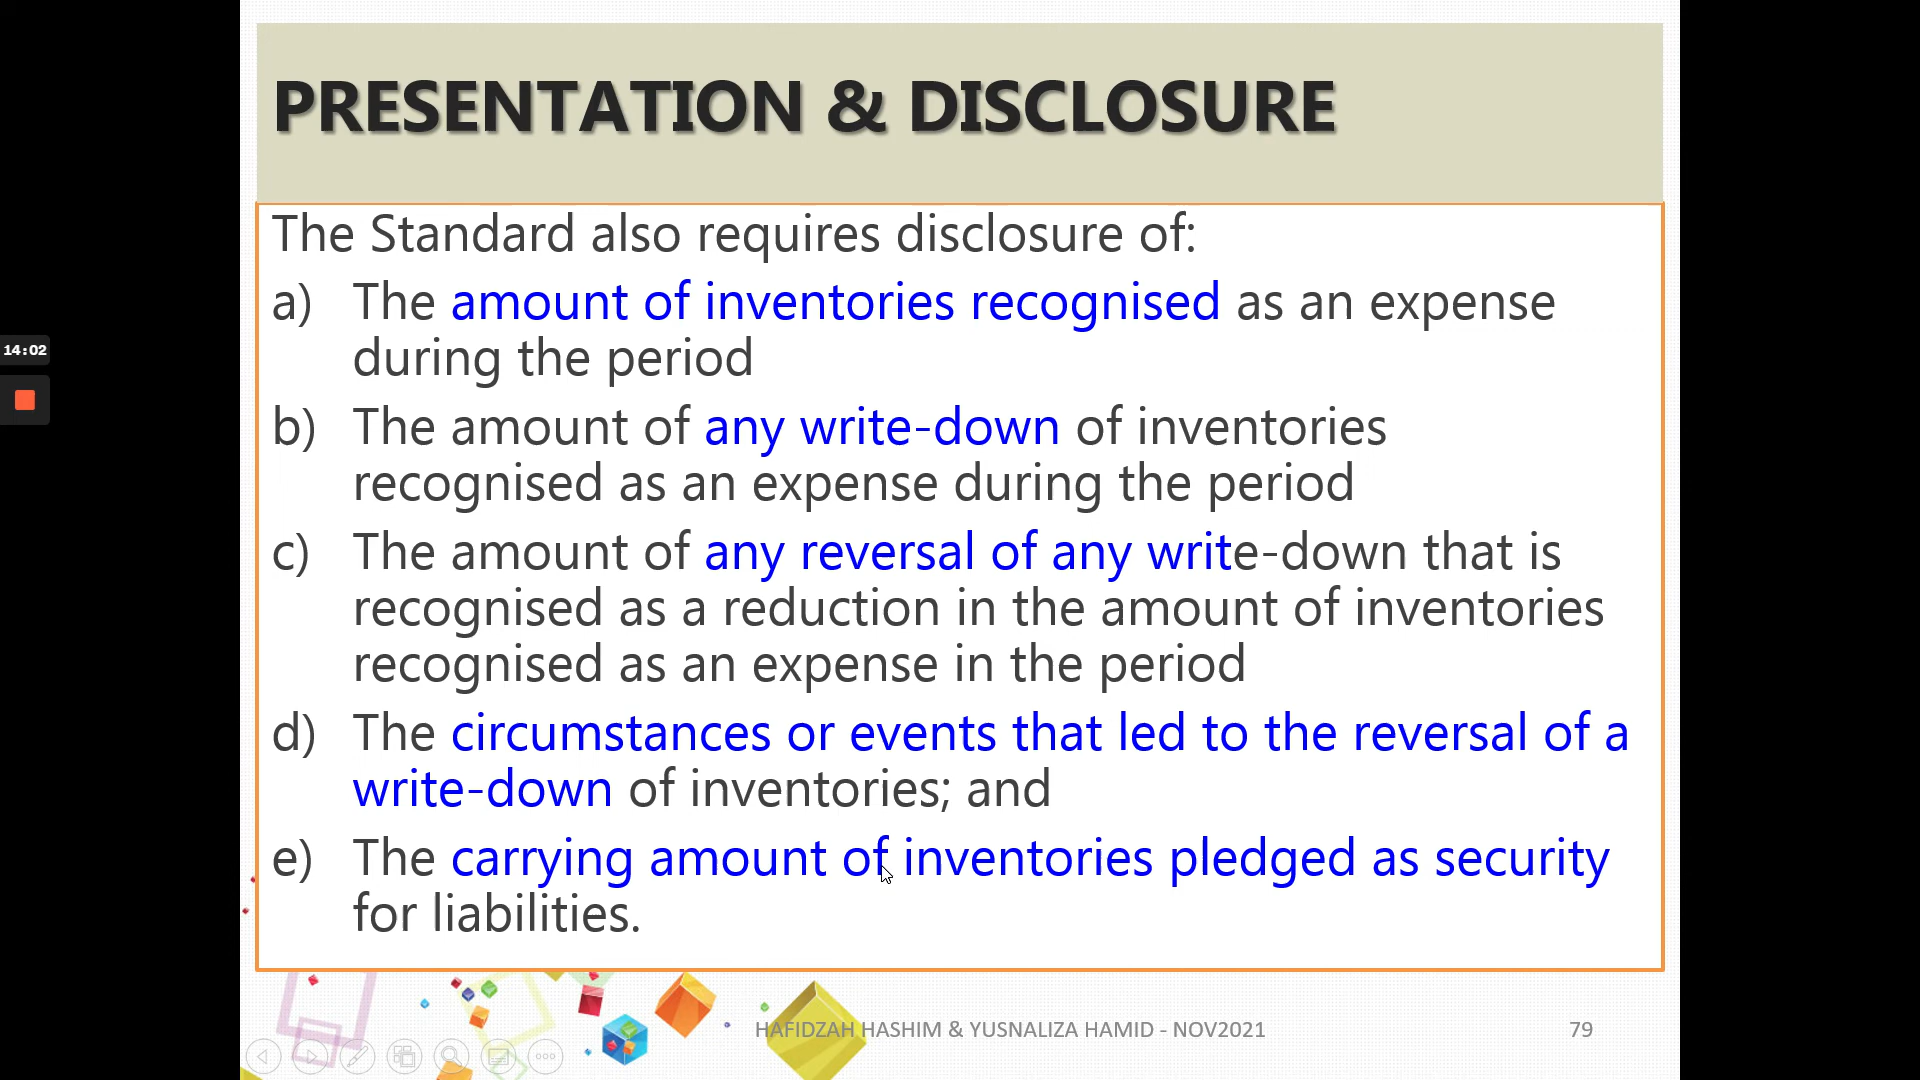 PRESENTATION & DISCLOSURE
The Standard also requires disclosure of:
a) The amount of inventories recognised as an expense
during the period
b) The amount of any write-down of inventories
recognised as an expense during the period
c) The amount of any reversal of any write-down that is
recognised as a reduction in the amount of inventories
recognised as an expense in the period
d) The circumstances or events that led to the reversal of a
write-down of inventories; and
e) The carrying amount of inventories pledged as security
for liabilities.
14:02
HAFIDZAH HASHIM & YUSNALIZA HAMID - NOV2021
79